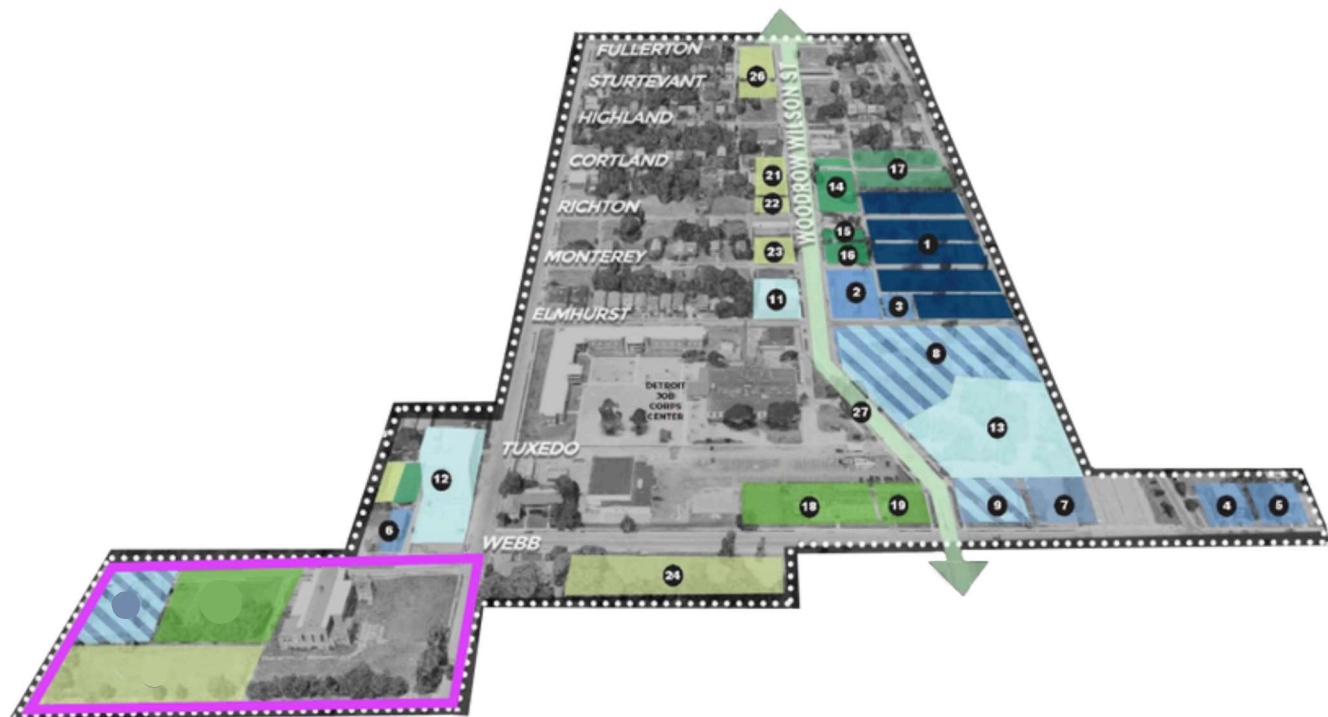 FULLERTON
26
STURTEVANT
WOODROW WILSON ST
HIGHLAND
CORTLAND
21
17
14
22
RICHTON
15
1
23
16
MONTEREY
11
2
3
ELMHURST
8
DETROIT
JOB
CORPS
CENTER
27
13
TUXEDO
12
18
19
9
7
4
5
6
WEBB
24